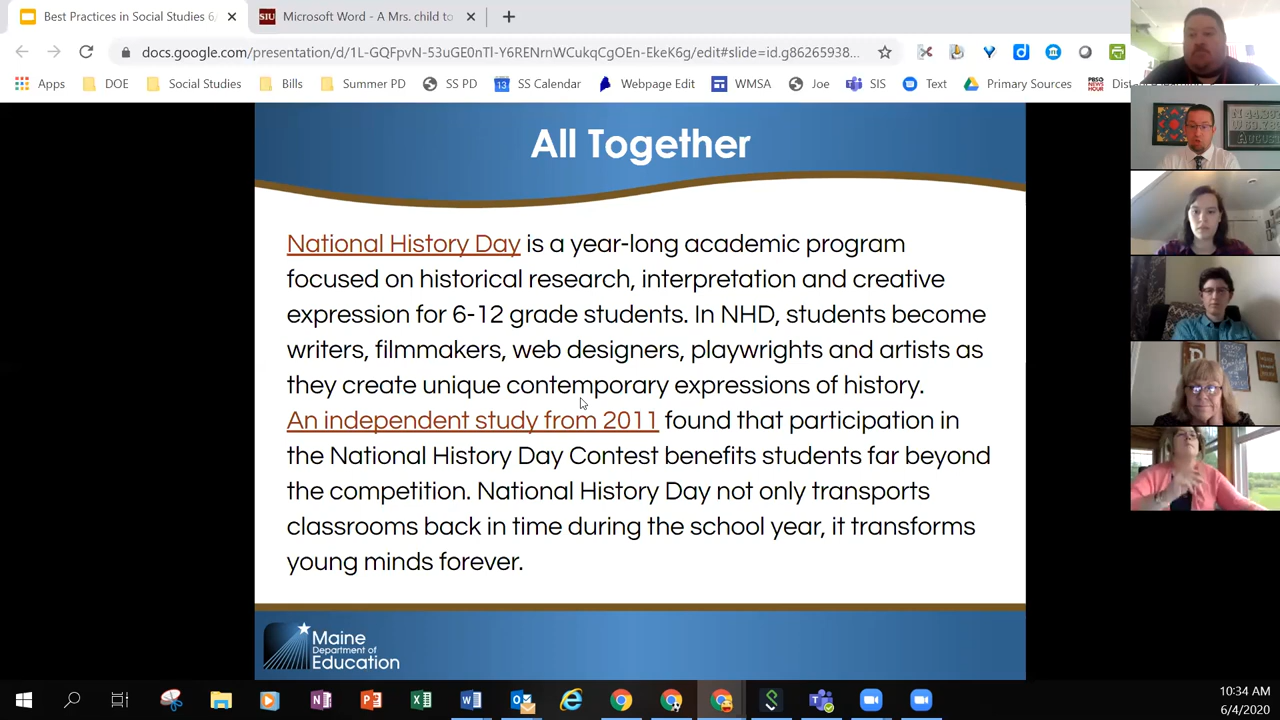 Best Practices in Social Studies 6
SIU
Microsoft Word - A Mrs. child to
docs.google.com/presentation/d/1L-GQFpvN-53uGE0nTI-Y6RENrnWCukqCgOEn-EkeK6g/edit#slide=id.g86265938...
Apps
DOE
Social Studies
Bills
Summer PD
SS PD
SS Calendar
Webpage Edit
WMSA
Joe
SIS
Text
Primary Sources
All Together
National History Day is a year-long academic program
focused on historical research, interpretation and creative
expression for 6-12 grade students. In NHD, students become
writers, filmmakers, web designers, playwrights and artists as
they create unique contemporary expressions of history.
An independent study from 2011 found that participation in
the National History Day Contest benefits students far beyond
the competition. National History Day not only transports
classrooms back in time during the school year, it transforms
young minds forever.
Maine
Department of
Education
10:34 AM
6/4/2020